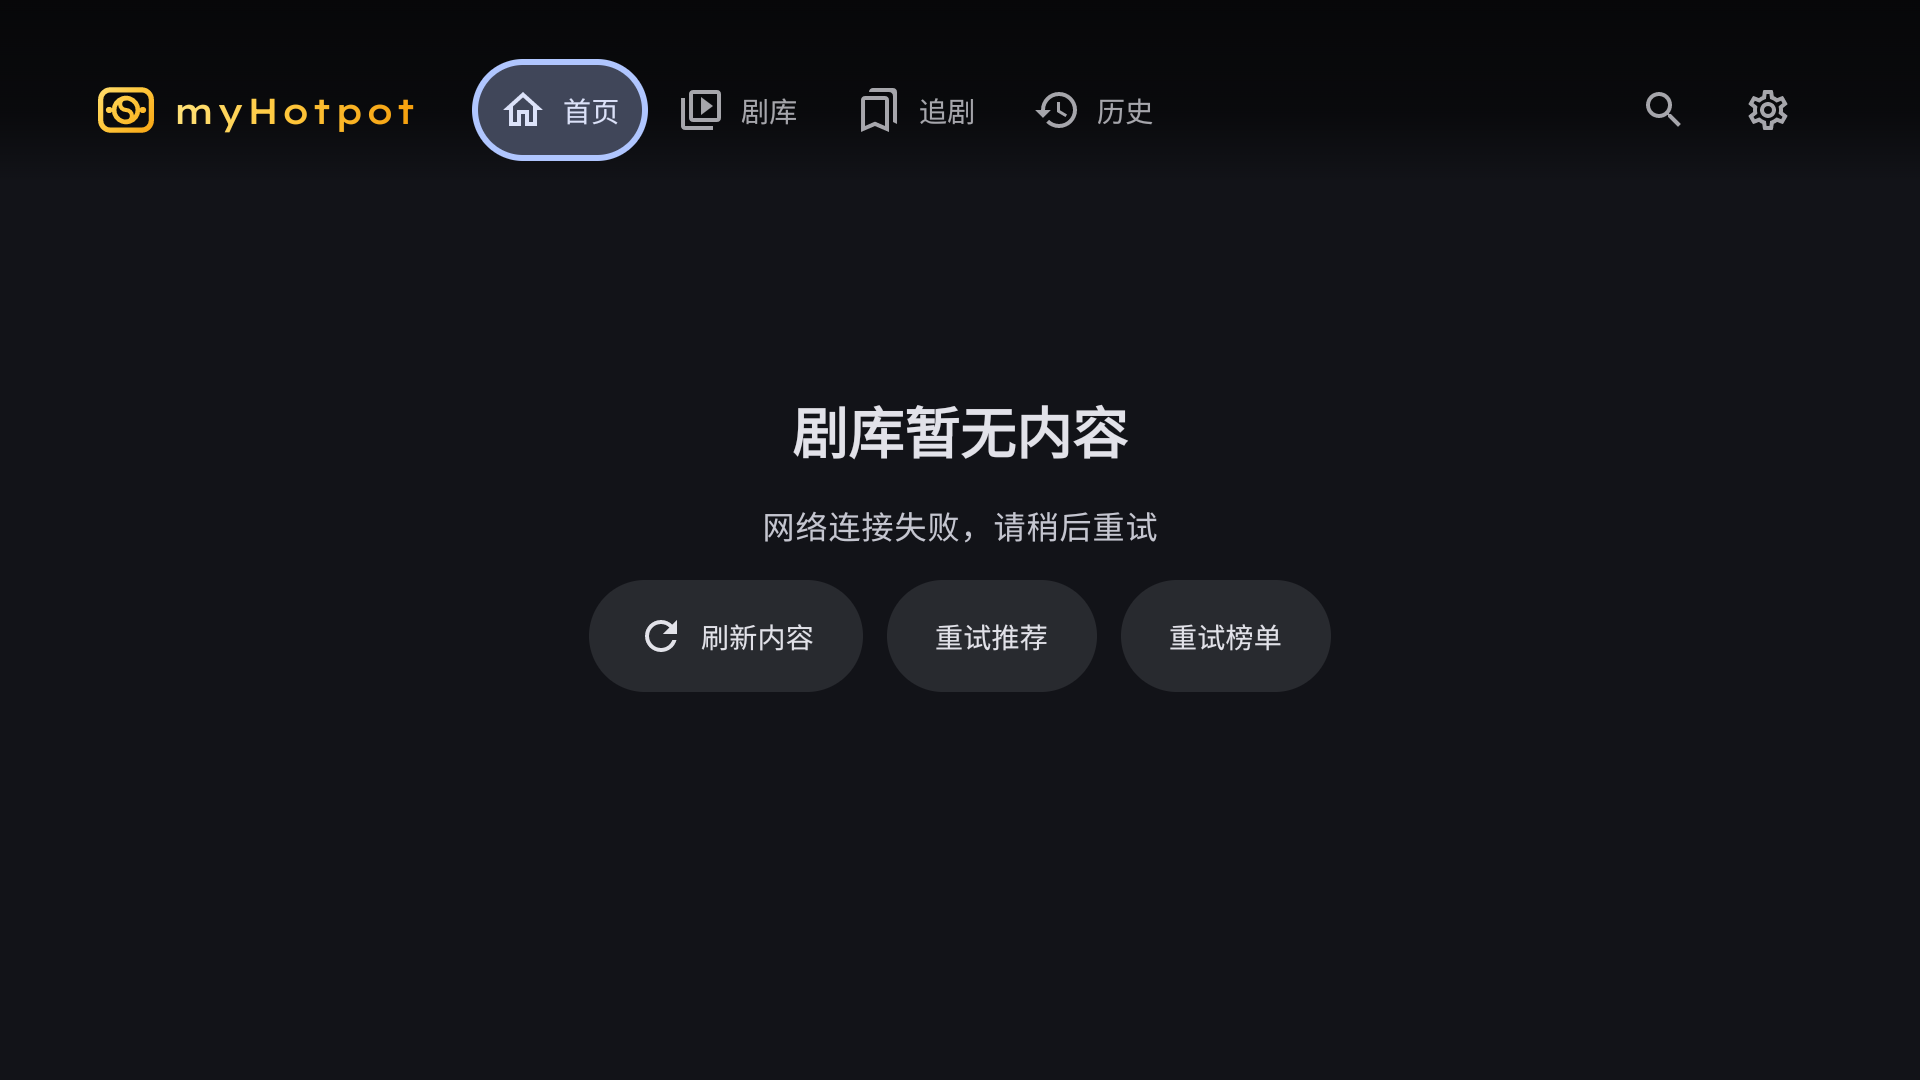 myHotpot
首页
剧库
追剧
历史
剧库暂无内容
网络连接失败，请稍后重试
刷新内容
重试推荐
重试榜单